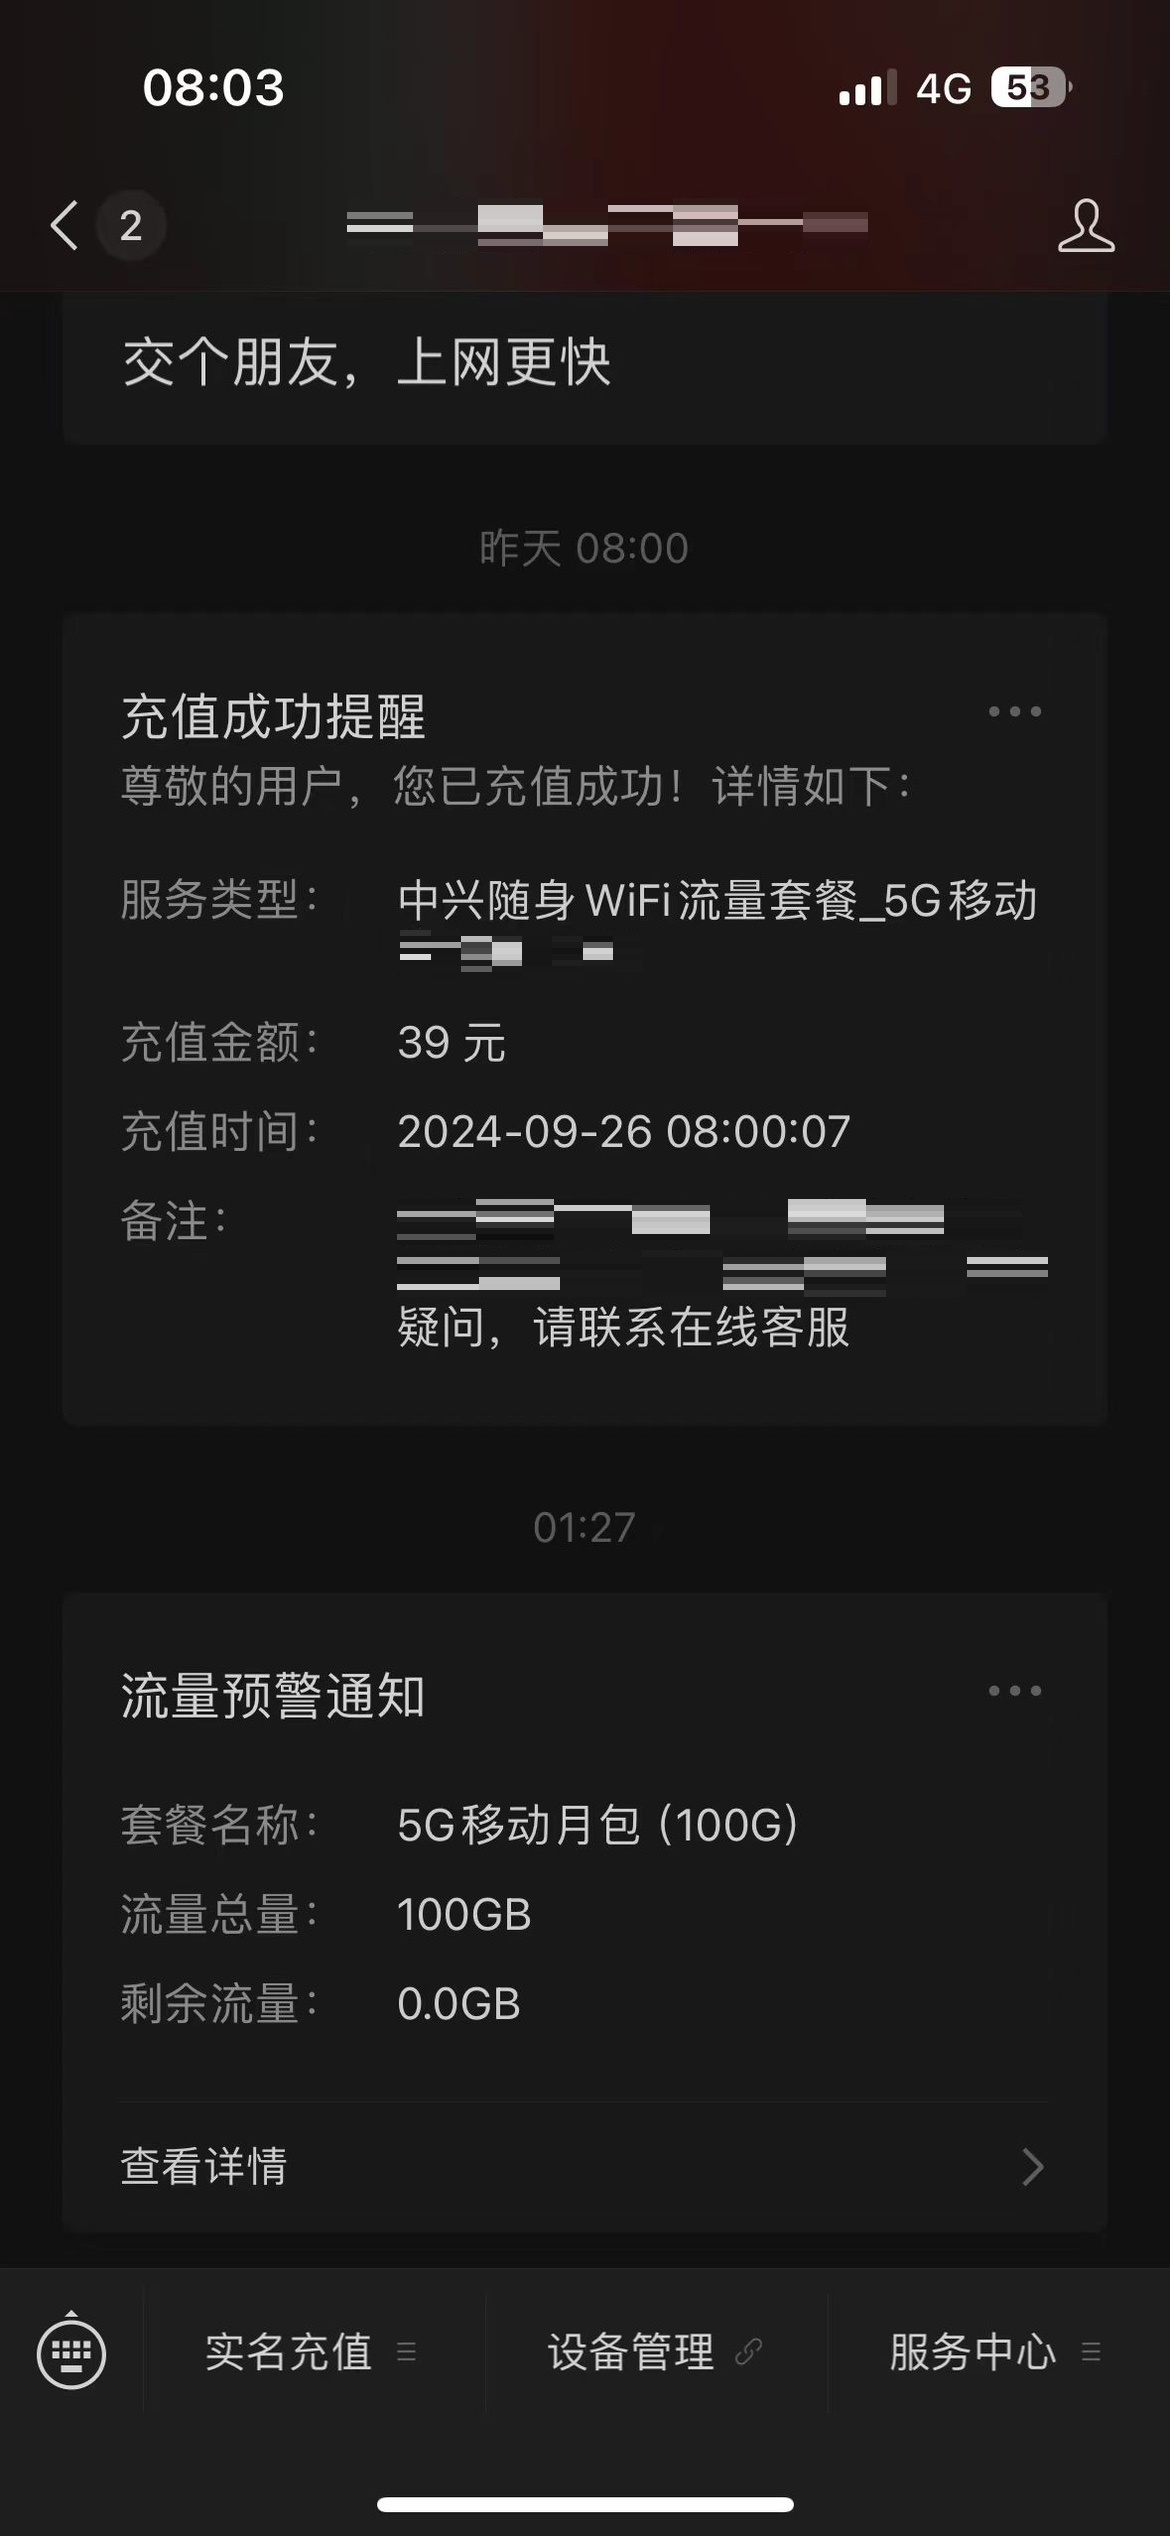 08:03
4G
53
2
交个朋友，上网更快
昨天 08:00
充值成功提醒
尊敬的用户，您已充值成功！详情如下：
服务类型： 中兴随身WiFi流量套餐_5G移动
充值金额： 39 元
充值时间： 2024-09-26 08:00:07
备注：
疑问，请联系在线客服
01:27
流量预警通知
套餐名称： 5G移动月包（100G）
流量总量： 100GB
剩余流量： 0.0GB
查看详情
实名充值
设备管理
服务中心